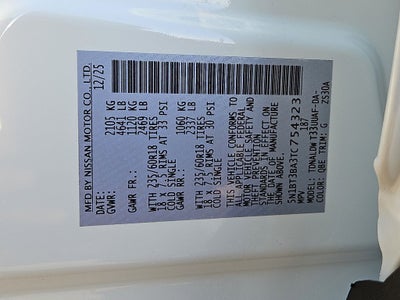 MFD BY NISSAN MOTOR CO., LTD.
DATE: 12/25
GVWR: 2105 KG
4641 LB
GAWR FR.: 1120 KG
2469 LB
WITH 235/60R18 TIRES
18 X 7.5 RIMS AT 33 PSI
COLD SINGLE
GAWR RR.: 1060 KG
2337 LB
WITH 235/60R18 TIRES
18 X 7.5 RIMS AT 30 PSI
COLD SINGLE
THIS VEHICLE CONFORMS TO
ALL APPLICABLE FEDERAL
MOTOR VEHICLE SAFETY AND
THEFT PREVENTION
STANDARDS IN EFFECT ON
THE DATE OF MANUFACTURE
SHOWN ABOVE.
5N1BT3BA3TC754323
MPV 187
MODEL: TDNALDW T33UUAF-DA-
ZS30A
COLOR: QBE TRIM: G